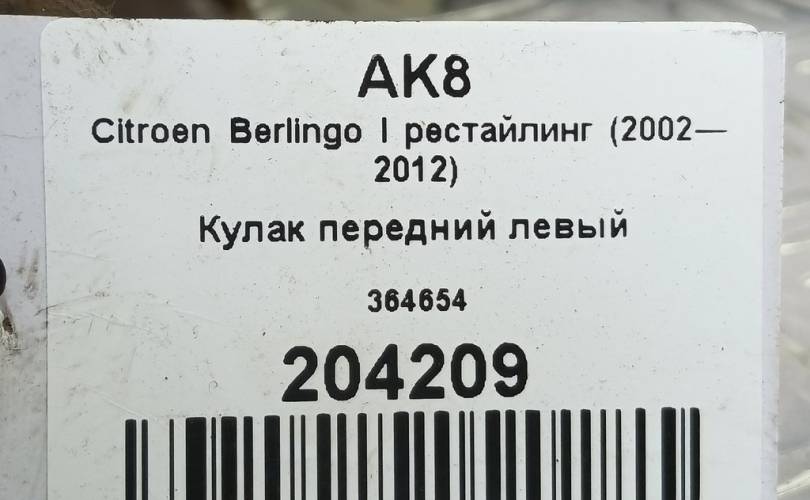 AK8
Citroen Berlingo I рестайлинг (2002—
2012)
Кулак передний левый
364654
204209